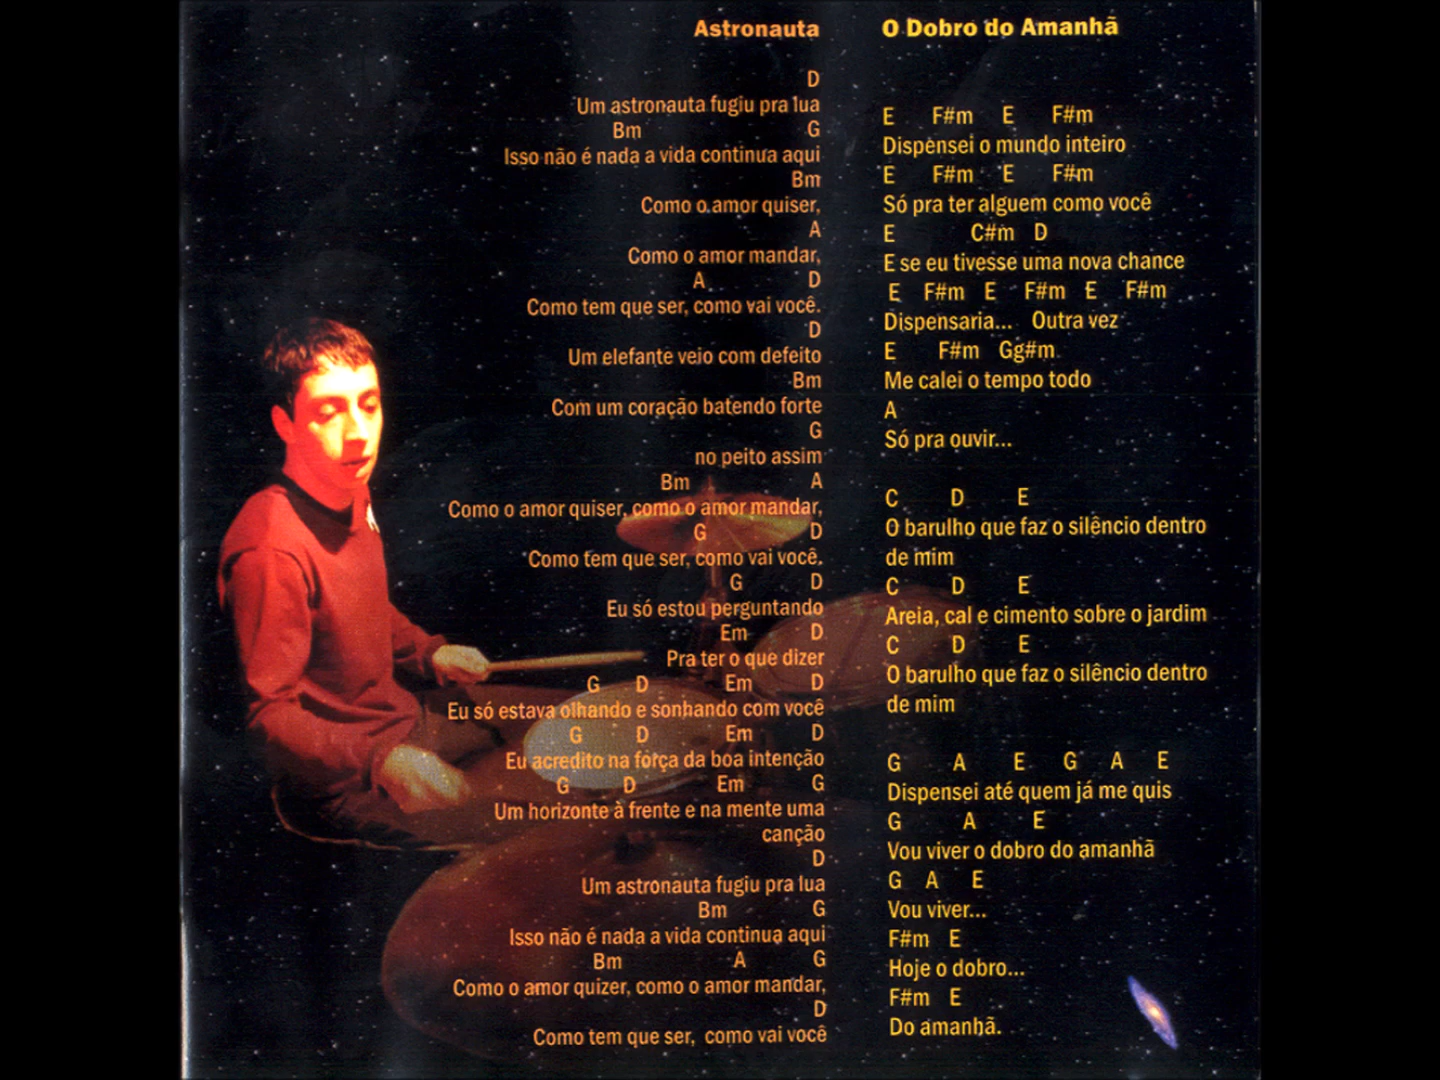 Astronauta
D
Um astronauta fugiu pra lua
Bm G
Isso não é nada a vida continua aqui
Bm
Como o amor quiser,
A
Como o amor mandar,
A D
Como tem que ser, como vai você.
D
Um elefante veio com defeito
Bm
Com um coração batendo forte
G
no peito assim
Bm A
Como o amor quiser, como o amor mandar,
G D
Como tem que ser, como vai você.
G D
Eu só estou perguntando
Em D
Pra ter o que dizer
G D Em D
Eu só estava olhando e sonhando com você
G D Em D
Eu acredito na força da boa intenção
G D Em G
Um horizonte à frente e na mente uma
canção
D
Um astronauta fugiu pra lua
Bm G
Isso não é nada a vida continua aqui
Bm A G
Como o amor quizer, como o amor mandar,
D
Como tem que ser, como vai você
O Dobro do Amanhã
E F#m E F#m
Dispensei o mundo inteiro
E F#m E F#m
Só pra ter alguem como você
E C#m D
E se eu tivesse uma nova chance
E F#m E F#m E F#m
Dispensaria... Outra vez
E F#m Gg#m
Me calei o tempo todo
A
Só pra ouvir...
C D E
O barulho que faz o silêncio dentro
de mim
C D E
Areia, cal e cimento sobre o jardim
C D E
O barulho que faz o silêncio dentro
de mim
G A E G A E
Dispensei até quem já me quis
G A E
Vou viver o dobro do amanhã
G A E
Vou viver...
F#m E
Hoje o dobro...
F#m E
Do amanhã.